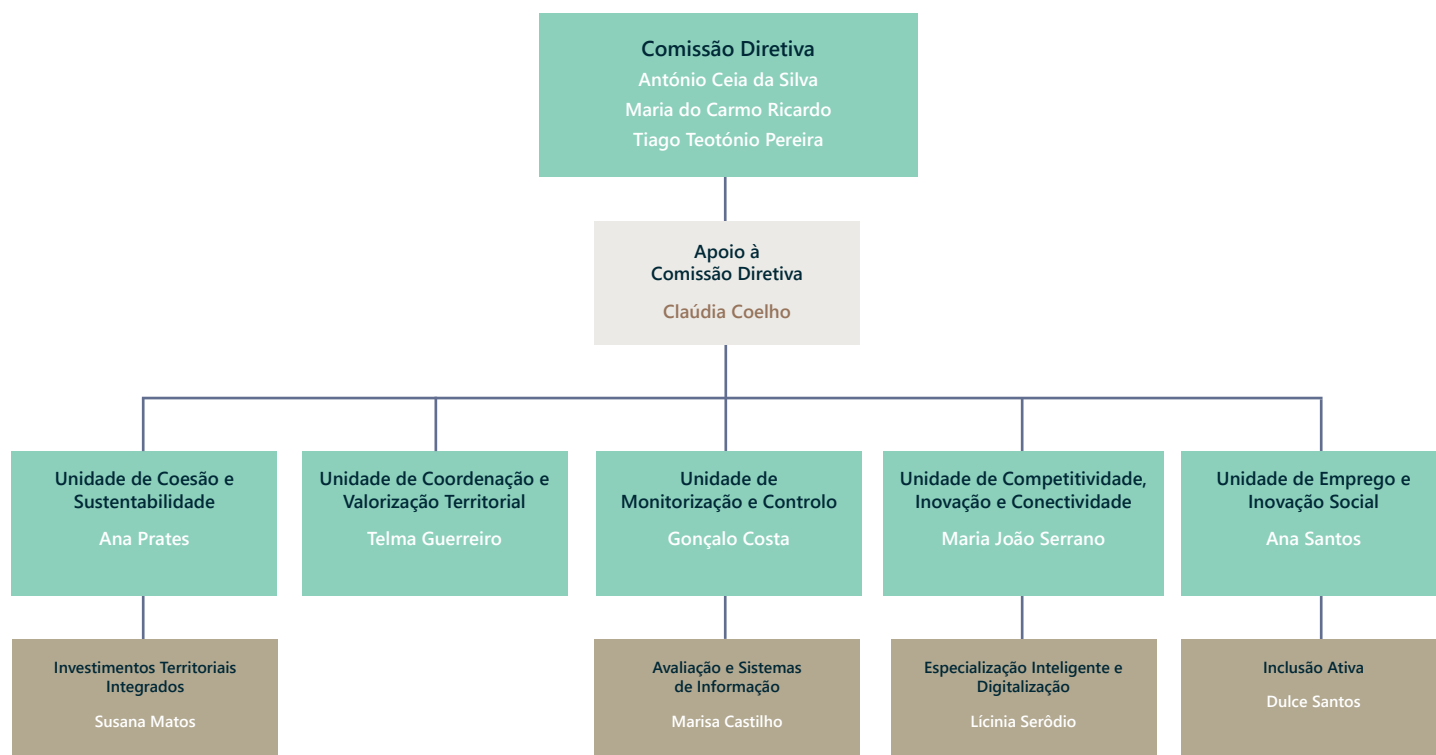 Comissão Diretiva
António Ceia da Silva
Maria do Carmo Ricardo
Tiago Teotónio Pereira
Apoio à
Comissão Diretiva
Claúdia Coelho
Unidade de Coesão e
Sustentabilidade
Ana Prates
Unidade de Coordenação e
Valorização Territorial
Telma Guerreiro
Unidade de
Monitorização e Controlo
Gonçalo Costa
Unidade de Competitividade,
Inovação e Conectividade
Maria João Serrano
Unidade de Emprego e
Inovação Social
Ana Santos
Investimentos Territoriais
Integrados
Susana Matos
Avaliação e Sistemas
de Informação
Marisa Castilho
Especialização Inteligente e
Digitalização
Lícinia Serôdio
Inclusão Ativa
Dulce Santos